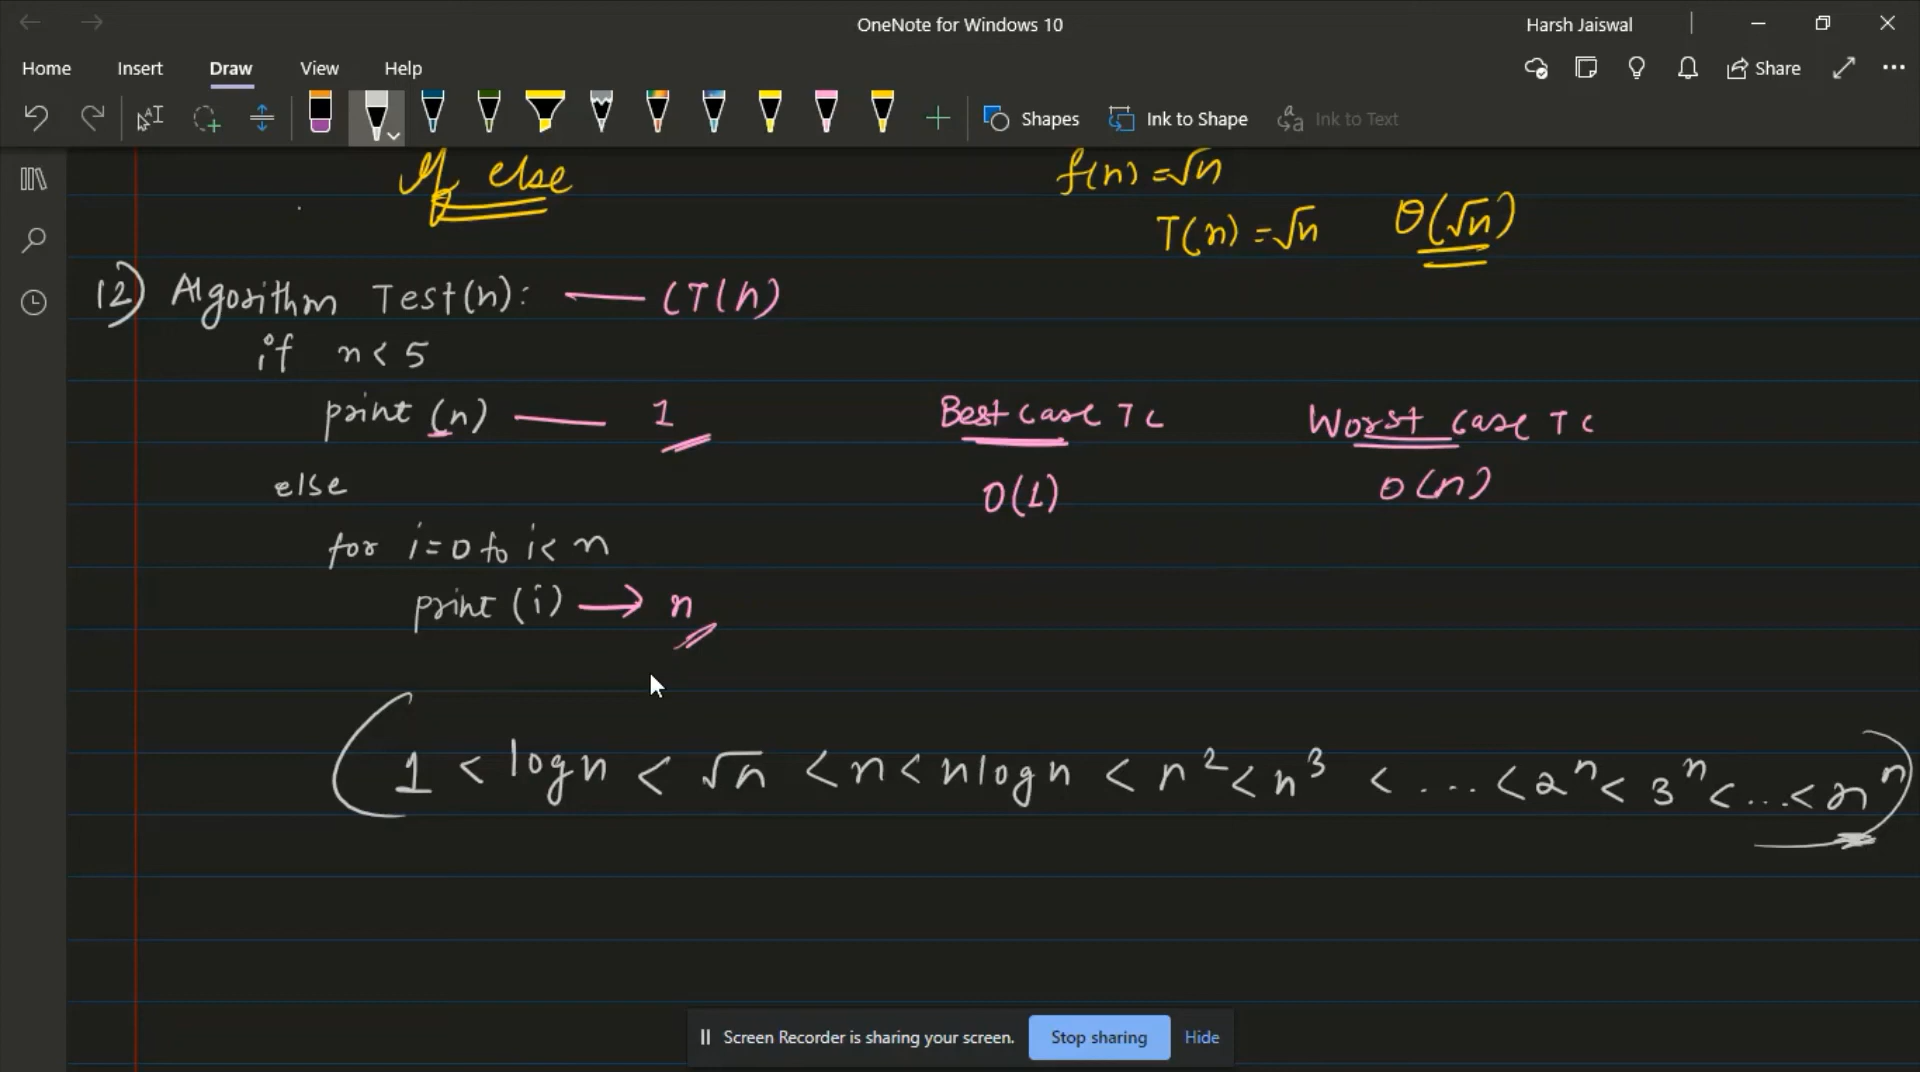 OneNote for Windows 10
Harsh Jaiswal
Home Insert Draw View Help
Share
Shapes
Ink to Shape
Ink to Text
If else
f(n) = √n
T(n) = √n θ(√n)
12) Algorithm Test(n): — (T(n)
if n < 5
print (n) — 1
Best case TC
Worst case TC
else
O(1)
O(n)
for i=0 to i< n
print (i) → n
(1 < logn < √n < n < nlogn < n² < n³ < ... < 2ⁿ < 3ⁿ < ... < nⁿ)
Screen Recorder is sharing your screen. Stop sharing Hide